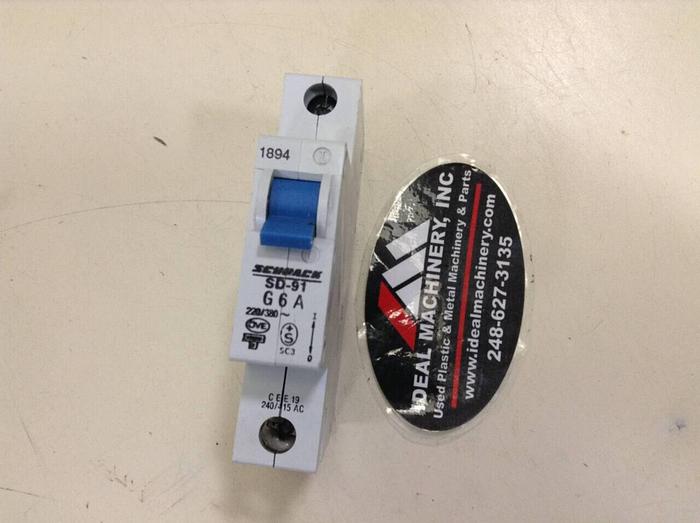 1894
SCHRACK
SD-91
G 6 A
220/380 ~
ÖVE
I
+
S
SC3
0
CEE 19
240/415 AC
IDEAL MACHINERY, INC
Used Plastic & Metal Machinery & Parts
www.idealmachinery.com
248-627-3135